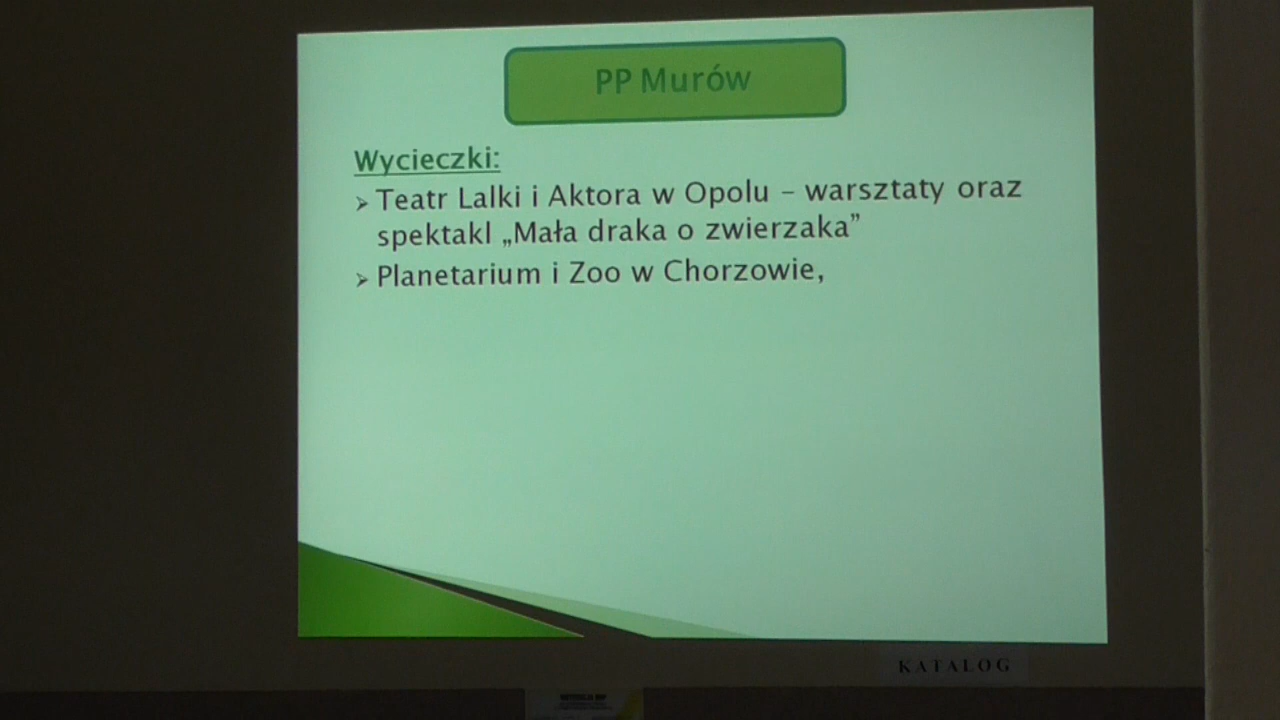 PP Murów
Wycieczki:
➢ Teatr Lalki i Aktora w Opolu – warsztaty oraz
spektakl „Mała draka o zwierzaka”
➢ Planetarium i Zoo w Chorzowie,
KATALOG